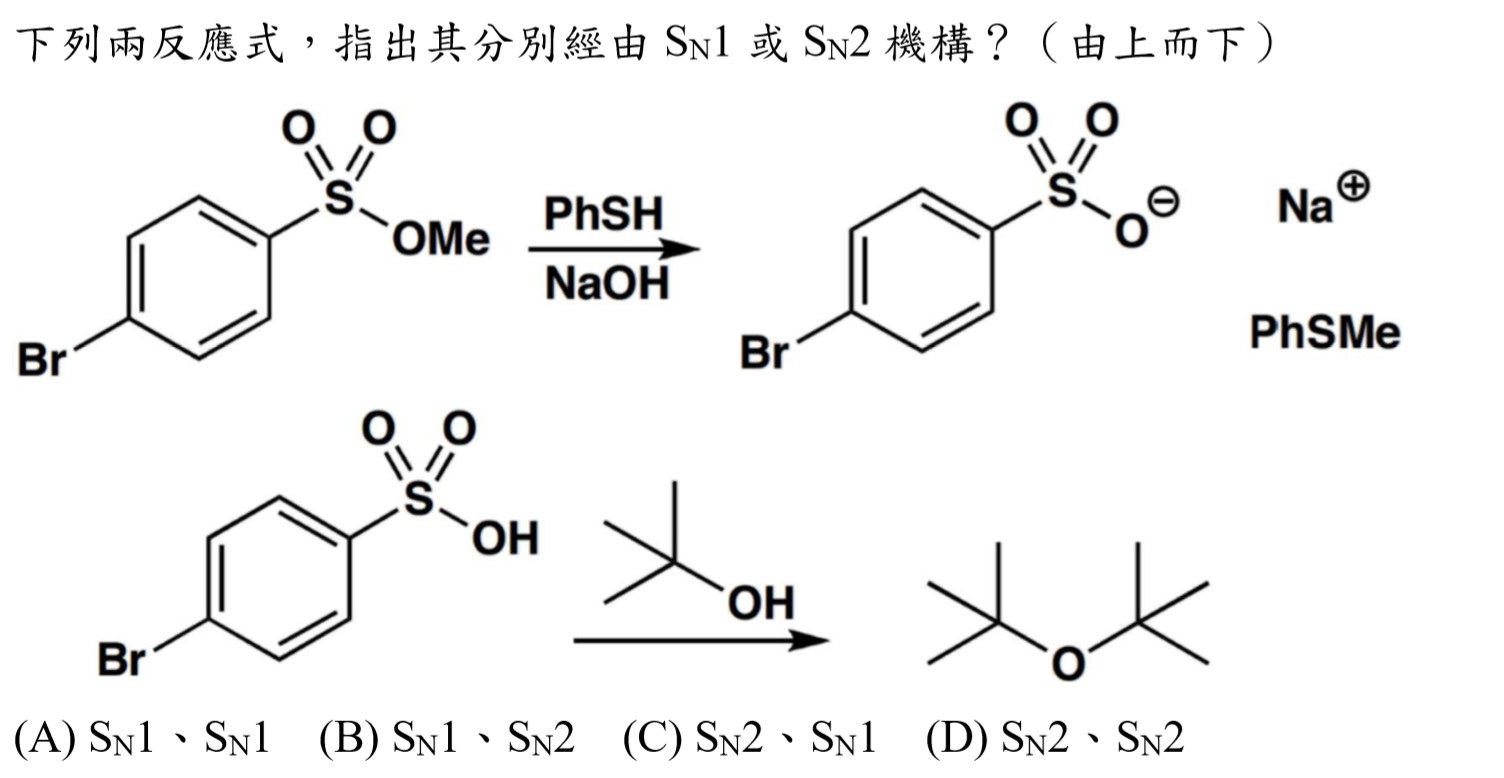 下列兩反應式，指出其分別經由 SN1 或 SN2 機構？（由上而下）
O O
S
OMe
Br
PhSH
NaOH
O O
S
O⊖
Br
Na⊕
PhSMe
O O
S
OH
Br
OH
O
(A) SN1、SN1 (B) SN1、SN2 (C) SN2、SN1 (D) SN2、SN2